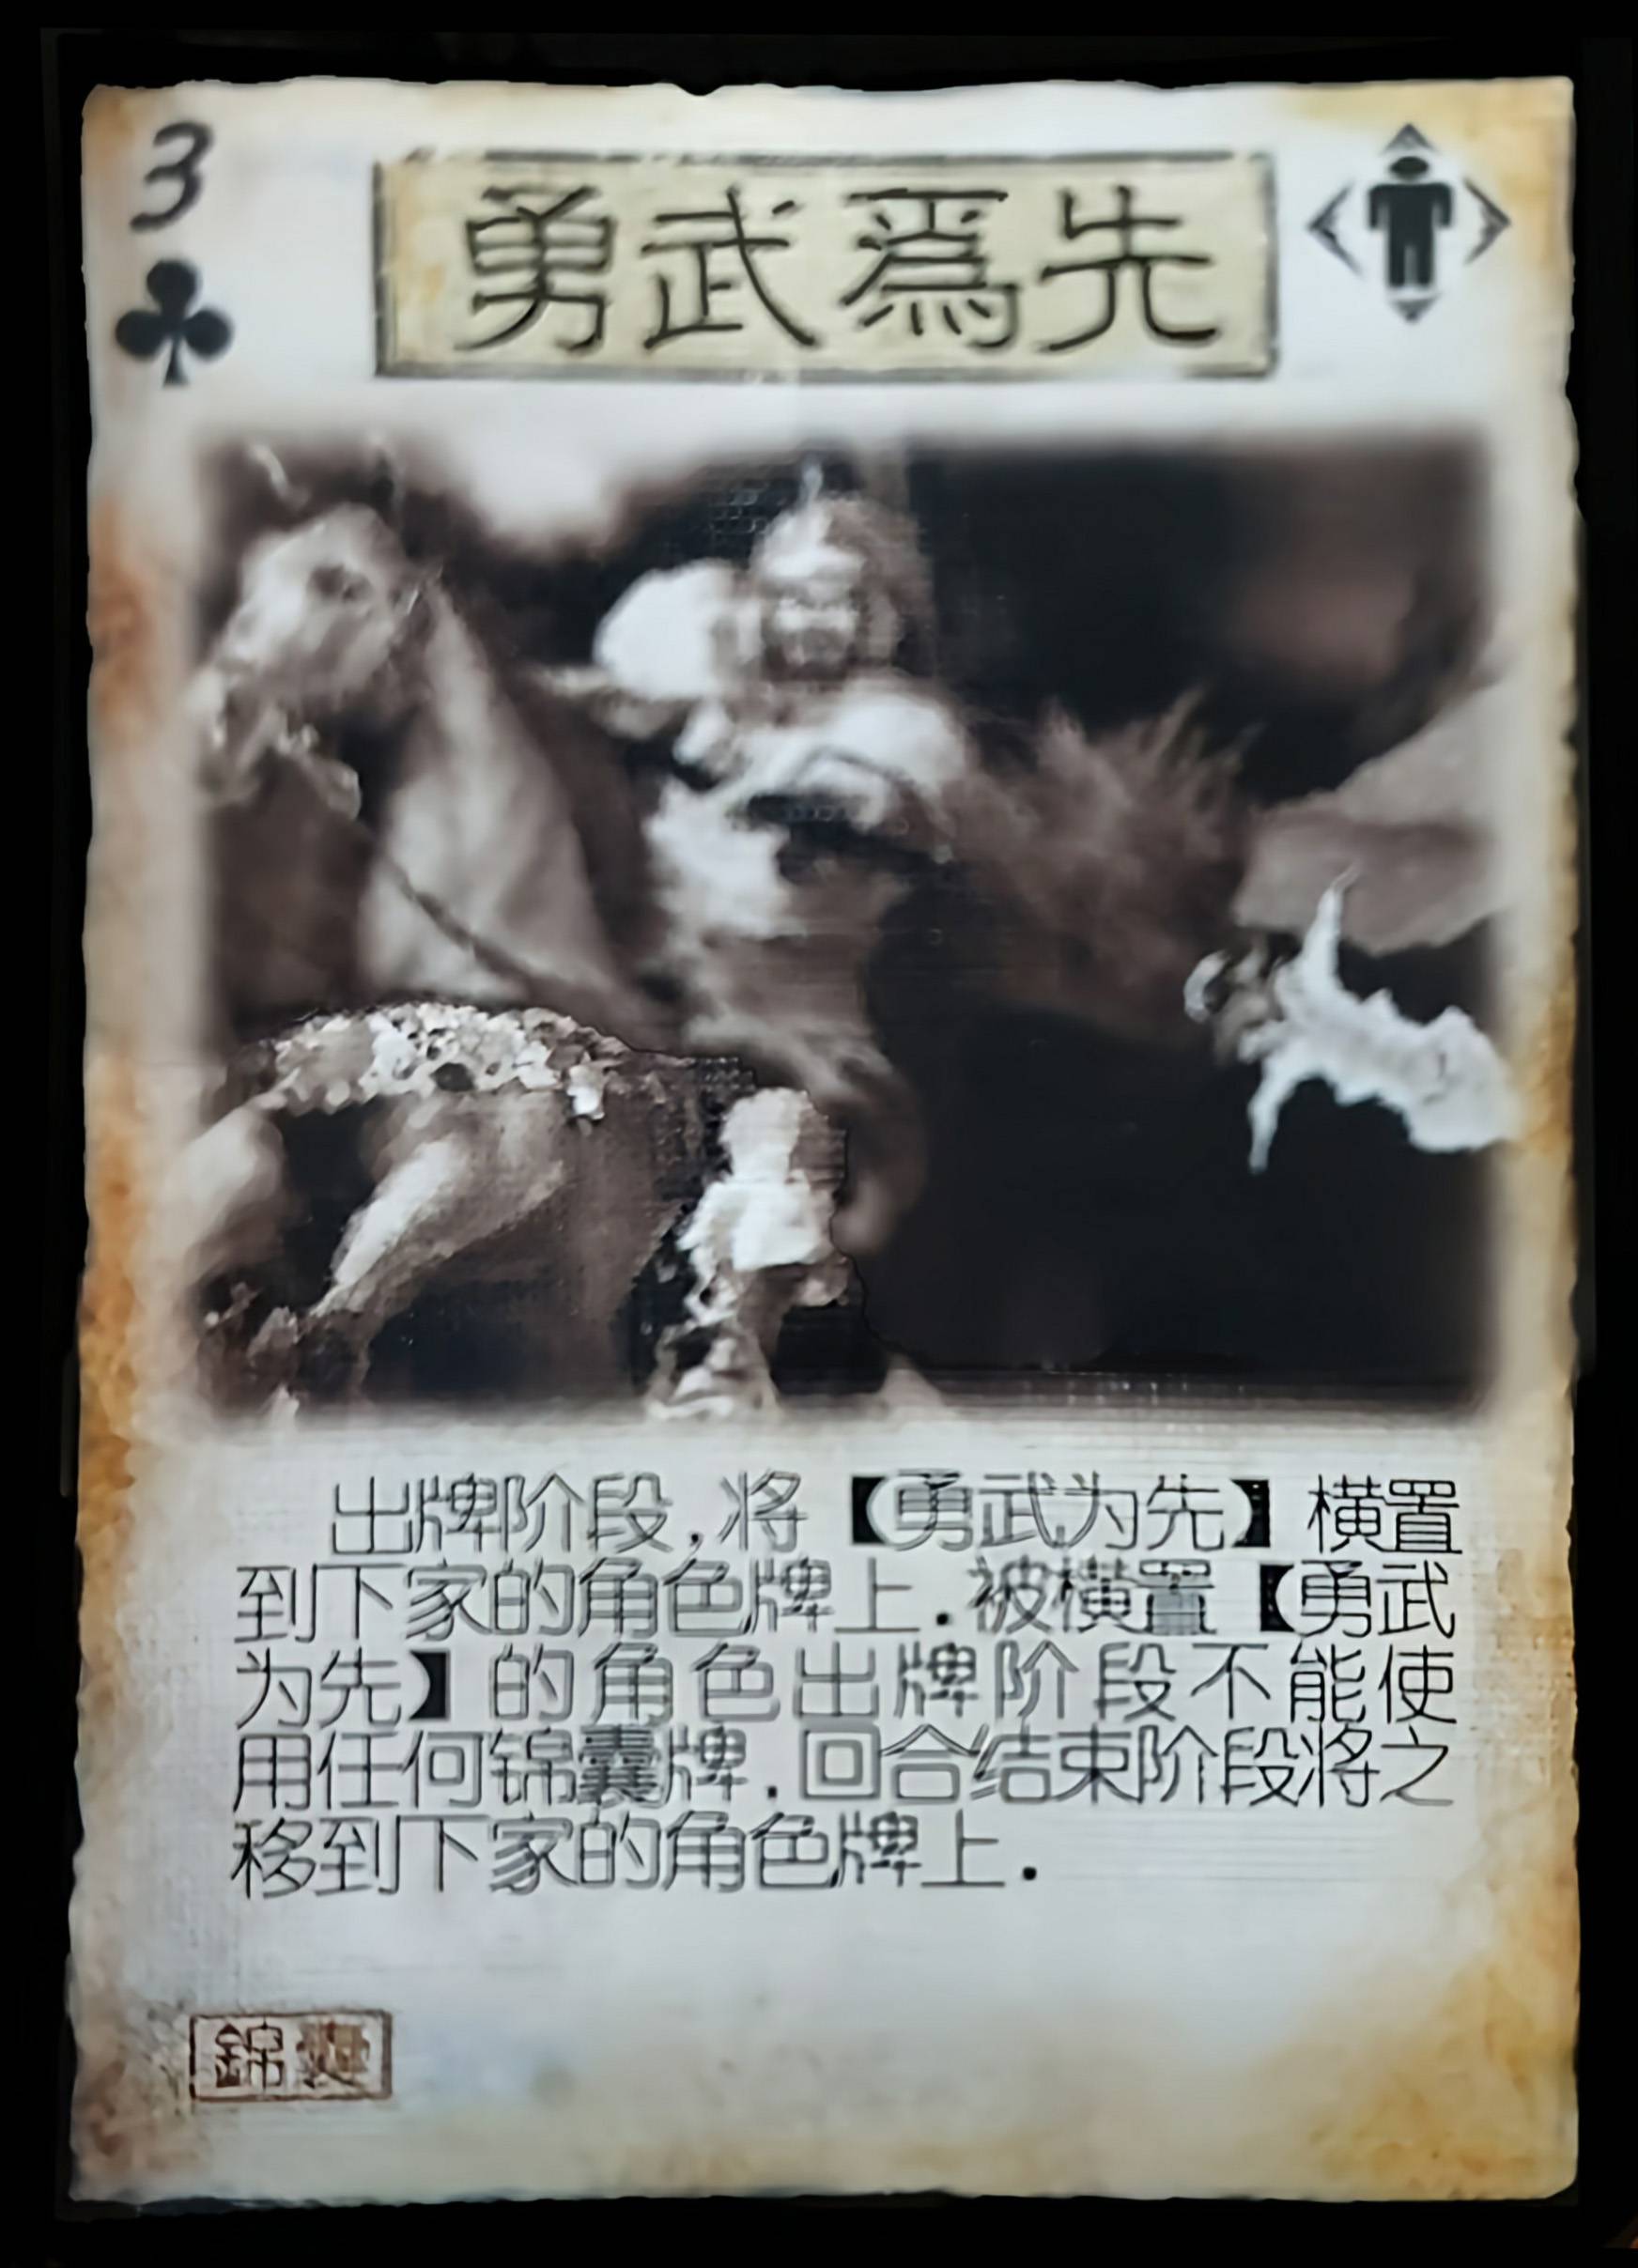 3
勇武為先
出牌阶段,将【勇武为先】横置
到下家的角色牌上.被横置【勇武
为先】的角色出牌阶段不能使
用任何锦囊牌.回合结束阶段将之
移到下家的角色牌上.
錦囊